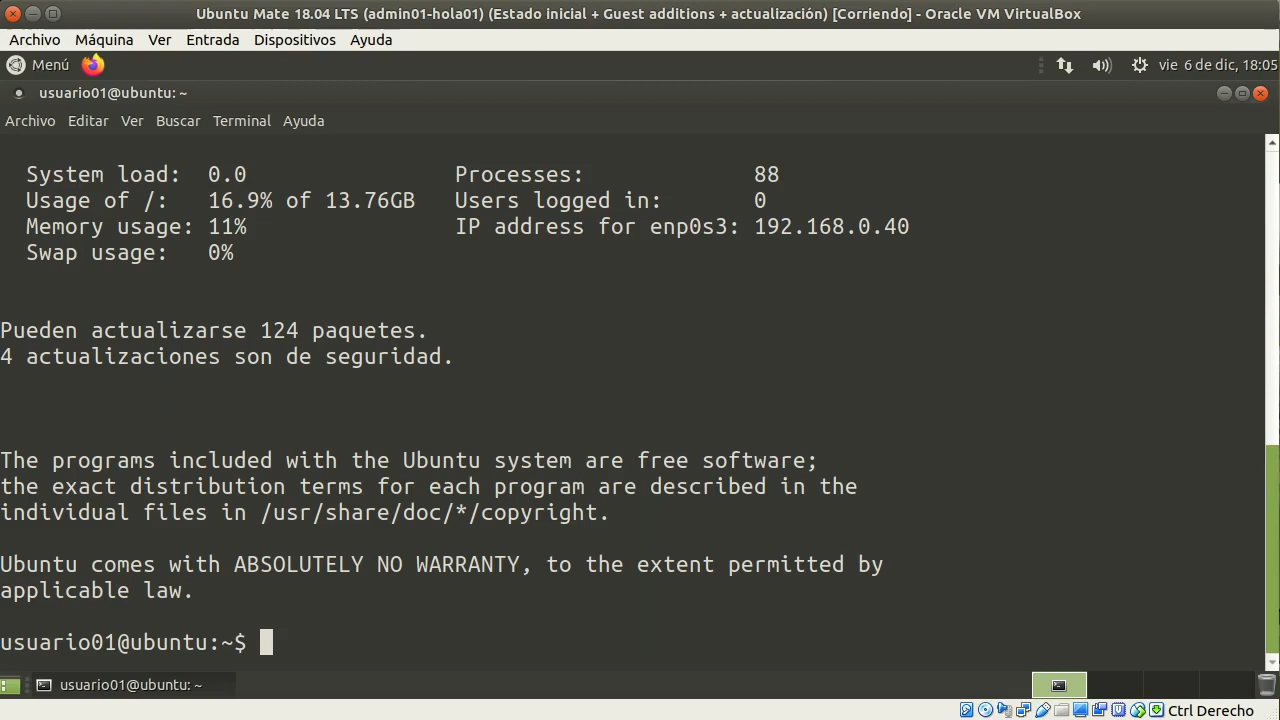 Ubuntu Mate 18.04 LTS (admin01-hola01) (Estado inicial + Guest additions + actualización) [Corriendo] - Oracle VM VirtualBox
Archivo Máquina Ver Entrada Dispositivos Ayuda
Menú vie 6 de dic, 18:05
usuario01@ubuntu: ~
Archivo Editar Ver Buscar Terminal Ayuda
System load: 0.0 Processes: 88
Usage of /: 16.9% of 13.76GB Users logged in: 0
Memory usage: 11% IP address for enp0s3: 192.168.0.40
Swap usage: 0%
Pueden actualizarse 124 paquetes.
4 actualizaciones son de seguridad.
The programs included with the Ubuntu system are free software;
the exact distribution terms for each program are described in the
individual files in /usr/share/doc/*/copyright.
Ubuntu comes with ABSOLUTELY NO WARRANTY, to the extent permitted by
applicable law.
usuario01@ubuntu:~$
usuario01@ubuntu: ~
Ctrl Derecho